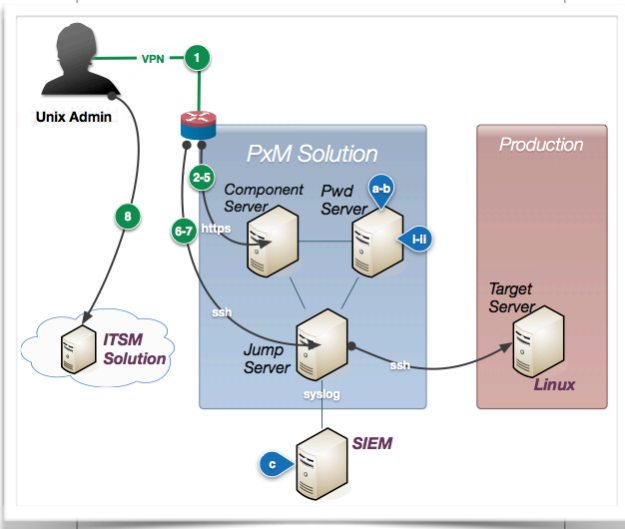 VPN
1
Unix Admin
PxM Solution
Production
2-5
Component
Server
Pwd
Server
a-b
8
6-7
https
i-ii
Target
Server
ITSM
Solution
ssh
Jump
Server
ssh
Linux
syslog
SIEM
c